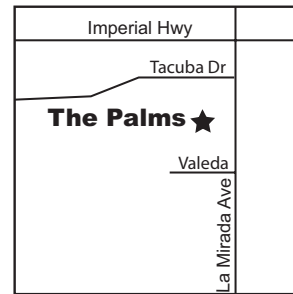 Imperial Hwy
Tacuba Dr
The Palms
Valeda
La Mirada Ave